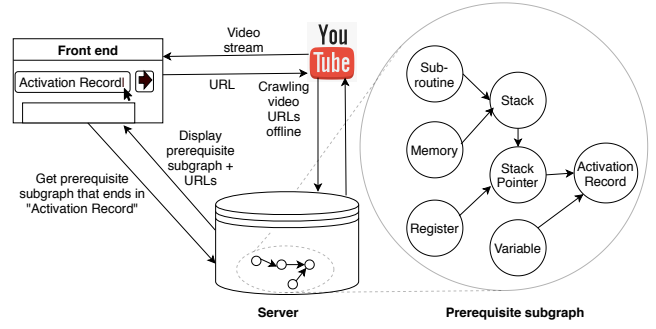 Front end
Activation Record
Video
stream
URL
You
Tube
Crawling
video
URLs
offline
Display
prerequisite
subgraph +
URLs
Get prerequisite
subgraph that ends in
"Activation Record"
Server
Sub-
routine
Stack
Memory
Stack
Pointer
Activation
Record
Register
Variable
Prerequisite subgraph